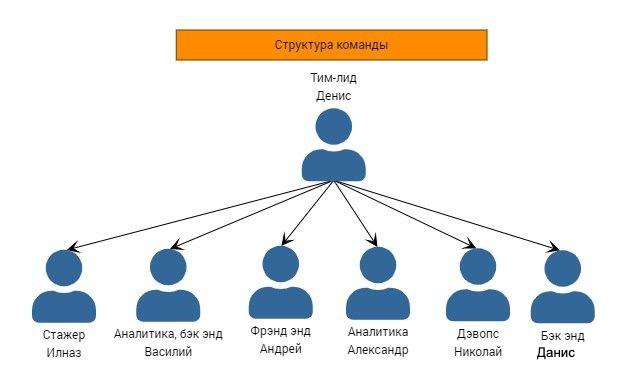 Структура команды
Тим-лид
Денис
Стажер
Илназ
Аналитика, бэк энд
Василий
Фрэнд энд
Андрей
Аналитика
Александр
Дэвопс
Николай
Бэк энд
Данис